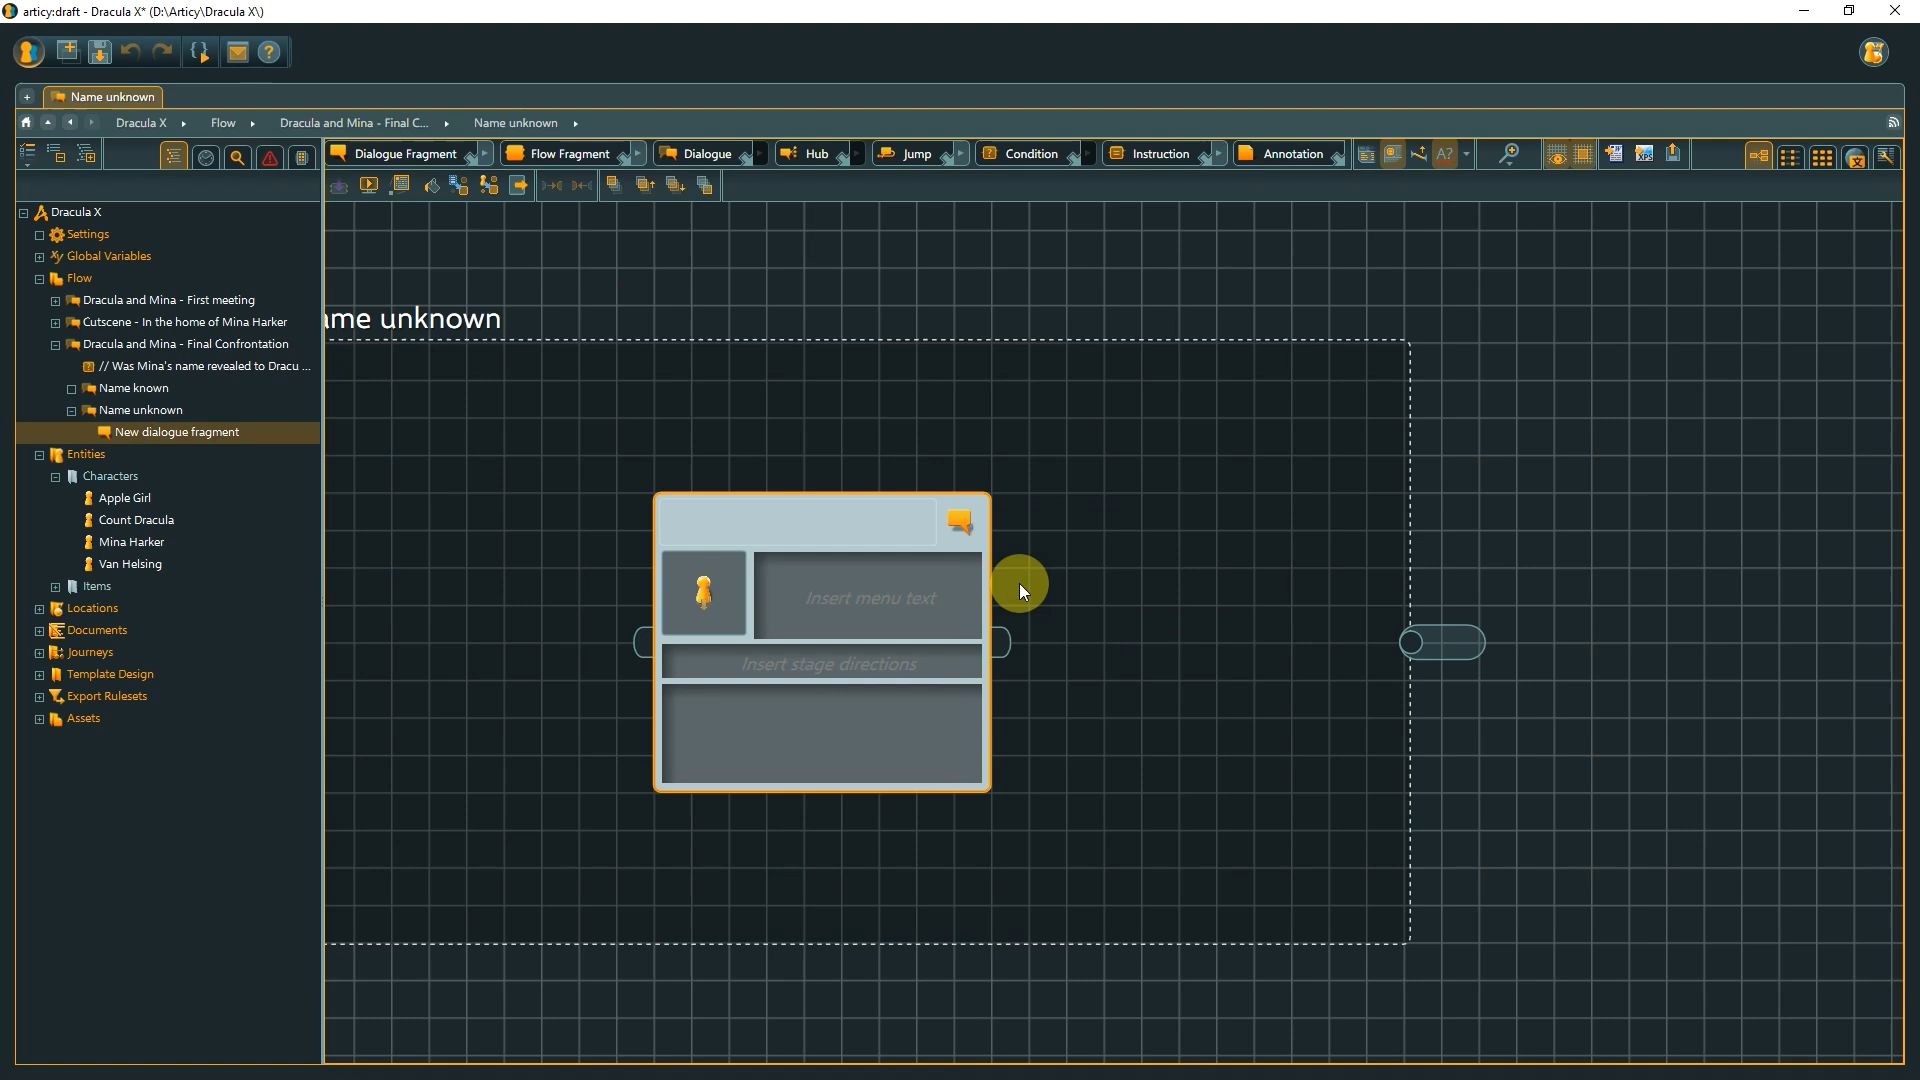 articy:draft - Dracula X* (D:\Articy\Dracula X\)
Name unknown
Dracula X
Flow
Dracula and Mina - Final C...
Name unknown
Dialogue Fragment
Flow Fragment
Dialogue
Hub
Jump
Condition
Instruction
Annotation
Dracula X
Settings
Global Variables
Flow
Dracula and Mina - First meeting
Cutscene - In the home of Mina Harker
Dracula and Mina - Final Confrontation
// Was Mina's name revealed to Dracu ...
Name known
Name unknown
New dialogue fragment
Entities
Characters
Apple Girl
Count Dracula
Mina Harker
Van Helsing
Items
Locations
Documents
Journeys
Template Design
Export Rulesets
Assets
ame unknown
Insert menu text
Insert stage directions